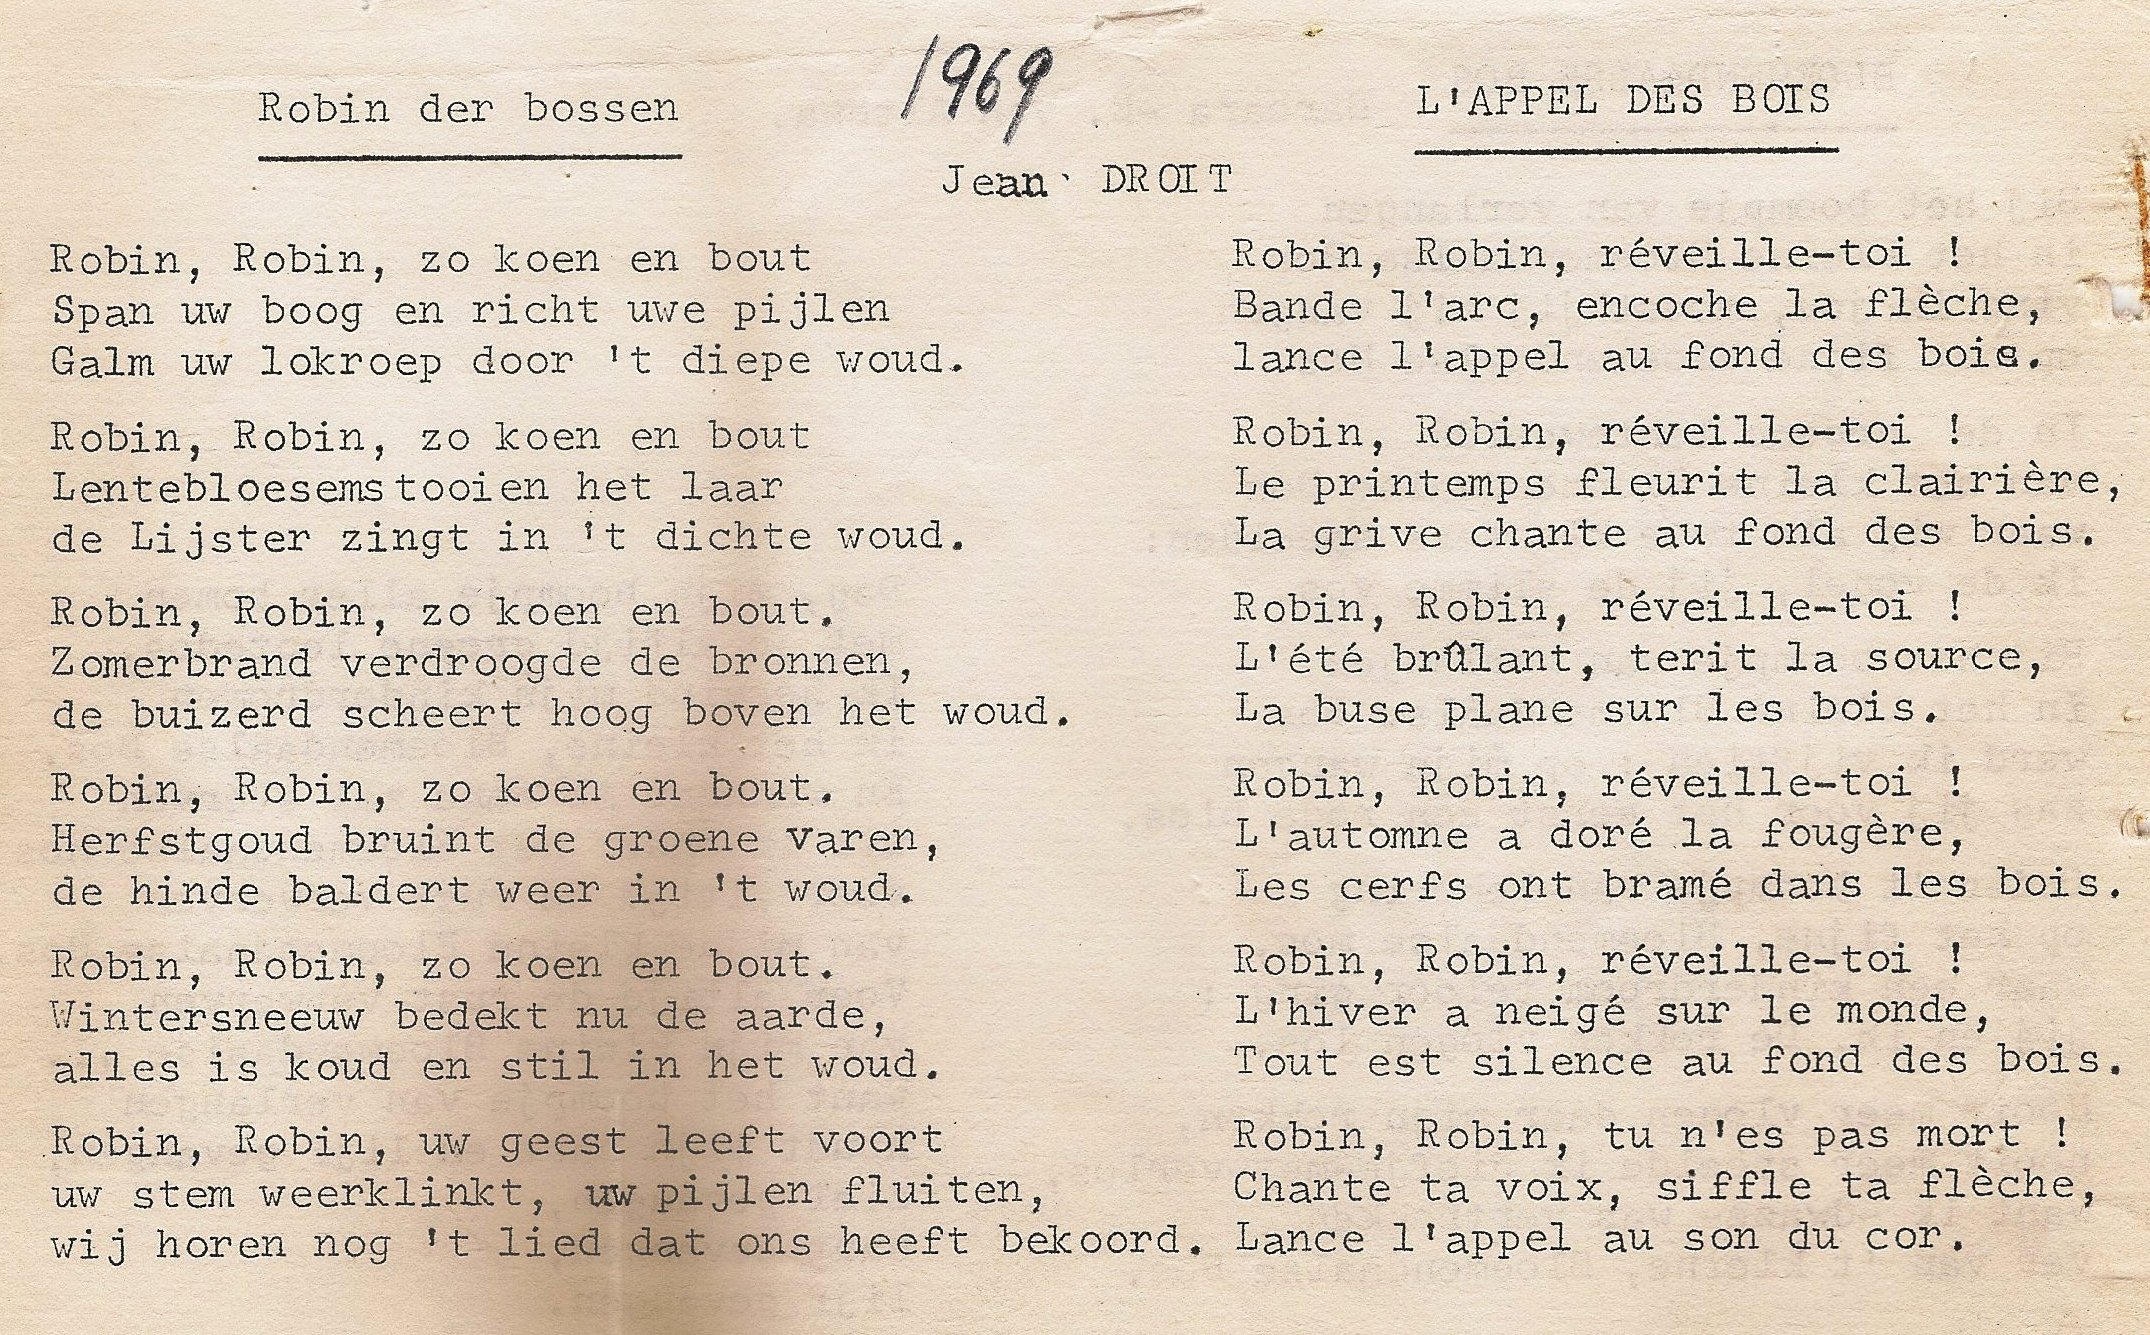 1969
Robin der bossen
L'APPEL DES BOIS
Jean DROIT
Robin, Robin, zo koen en bout
Span uw boog en richt uwe pijlen
Galm uw lokroep door 't diepe woud.
Robin, Robin, zo koen en bout
Lentebloesemstooien het laar
de Lijster zingt in 't dichte woud.
Robin, Robin, zo koen en bout.
Zomerbrand verdroogde de bronnen,
de buizerd scheert hoog boven het woud.
Robin, Robin, zo koen en bout.
Herfstgoud bruint de groene varen,
de hinde baldert weer in 't woud.
Robin, Robin, zo koen en bout.
Wintersneeuw bedekt nu de aarde,
alles is koud en stil in het woud.
Robin, Robin, uw geest leeft voort
uw stem weerklinkt, uw pijlen fluiten,
wij horen nog 't lied dat ons heeft bekoord.
Robin, Robin, réveille-toi !
Bande l'arc, encoche la flèche,
lance l'appel au fond des bois.
Robin, Robin, réveille-toi !
Le printemps fleurit la clairière,
La grive chante au fond des bois.
Robin, Robin, réveille-toi !
L'été brûlant, terit la source,
La buse plane sur les bois.
Robin, Robin, réveille-toi !
L'automne a doré la fougère,
Les cerfs ont bramé dans les bois.
Robin, Robin, réveille-toi !
L'hiver a neigé sur le monde,
Tout est silence au fond des bois.
Robin, Robin, tu n'es pas mort !
Chante ta voix, siffle ta flèche,
Lance l'appel au son du cor.